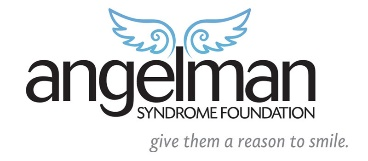 angelman
SYNDROME FOUNDATION
give them a reason to smile.